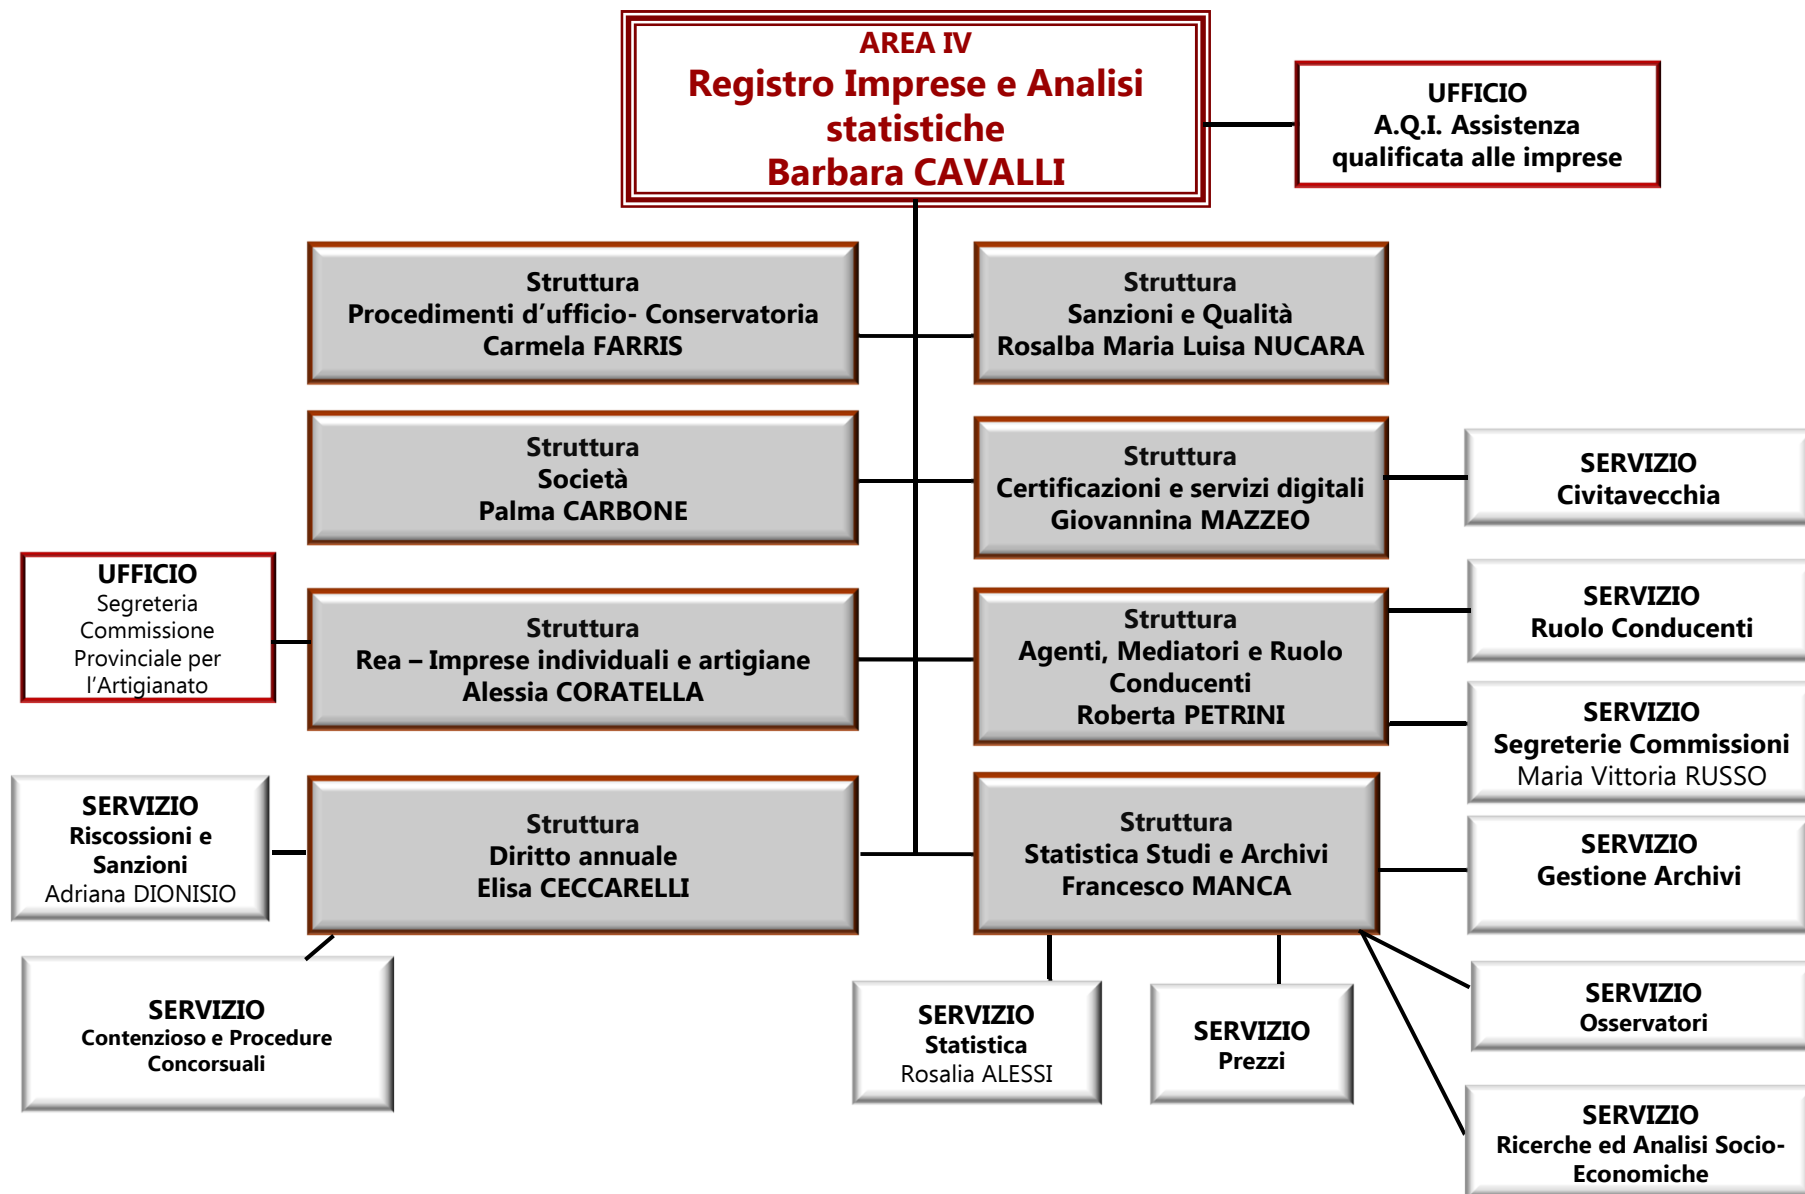 AREA IV
Registro Imprese e Analisi
statistiche
Barbara CAVALLI
UFFICIO
A.Q.I. Assistenza
qualificata alle imprese
Struttura
Procedimenti d’ufficio- Conservatoria
Carmela FARRIS
Struttura
Sanzioni e Qualità
Rosalba Maria Luisa NUCARA
Struttura
Società
Palma CARBONE
Struttura
Certificazioni e servizi digitali
Giovannina MAZZEO
SERVIZIO
Civitavecchia
UFFICIO
Segreteria
Commissione
Provinciale per
l’Artigianato
Struttura
Rea – Imprese individuali e artigiane
Alessia CORATELLA
Struttura
Agenti, Mediatori e Ruolo
Conducenti
Roberta PETRINI
SERVIZIO
Ruolo Conducenti
SERVIZIO
Segreterie Commissioni
Maria Vittoria RUSSO
SERVIZIO
Riscossioni e
Sanzioni
Adriana DIONISIO
Struttura
Diritto annuale
Elisa CECCARELLI
Struttura
Statistica Studi e Archivi
Francesco MANCA
SERVIZIO
Gestione Archivi
SERVIZIO
Contenzioso e Procedure
Concorsuali
SERVIZIO
Statistica
Rosalia ALESSI
SERVIZIO
Prezzi
SERVIZIO
Osservatori
SERVIZIO
Ricerche ed Analisi Socio-
Economiche